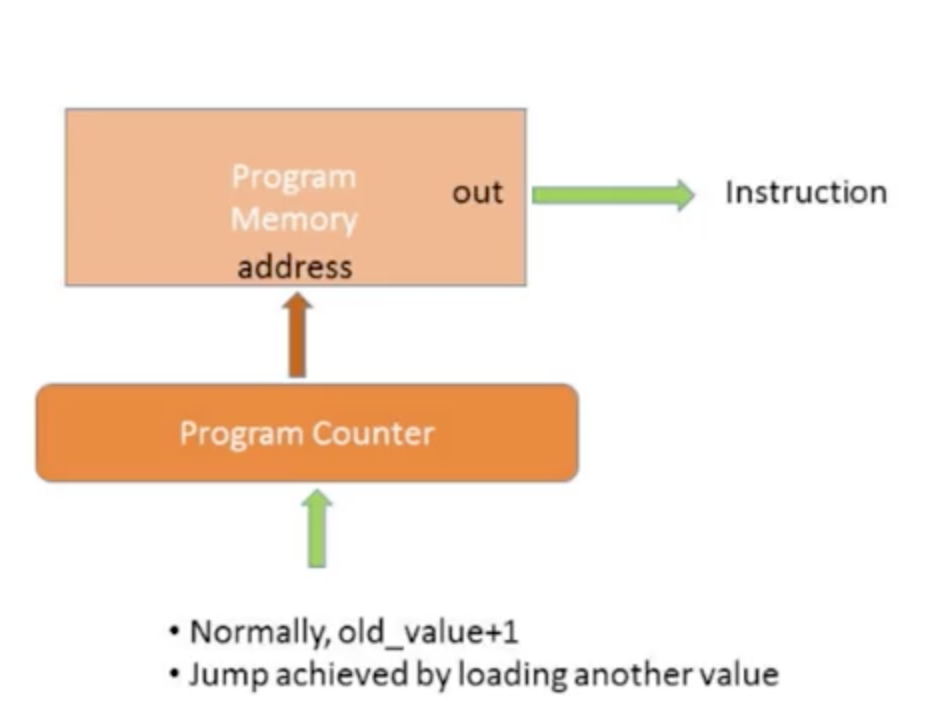 Program
Memory
out
Instruction
address
Program Counter
• Normally, old_value+1
• Jump achieved by loading another value